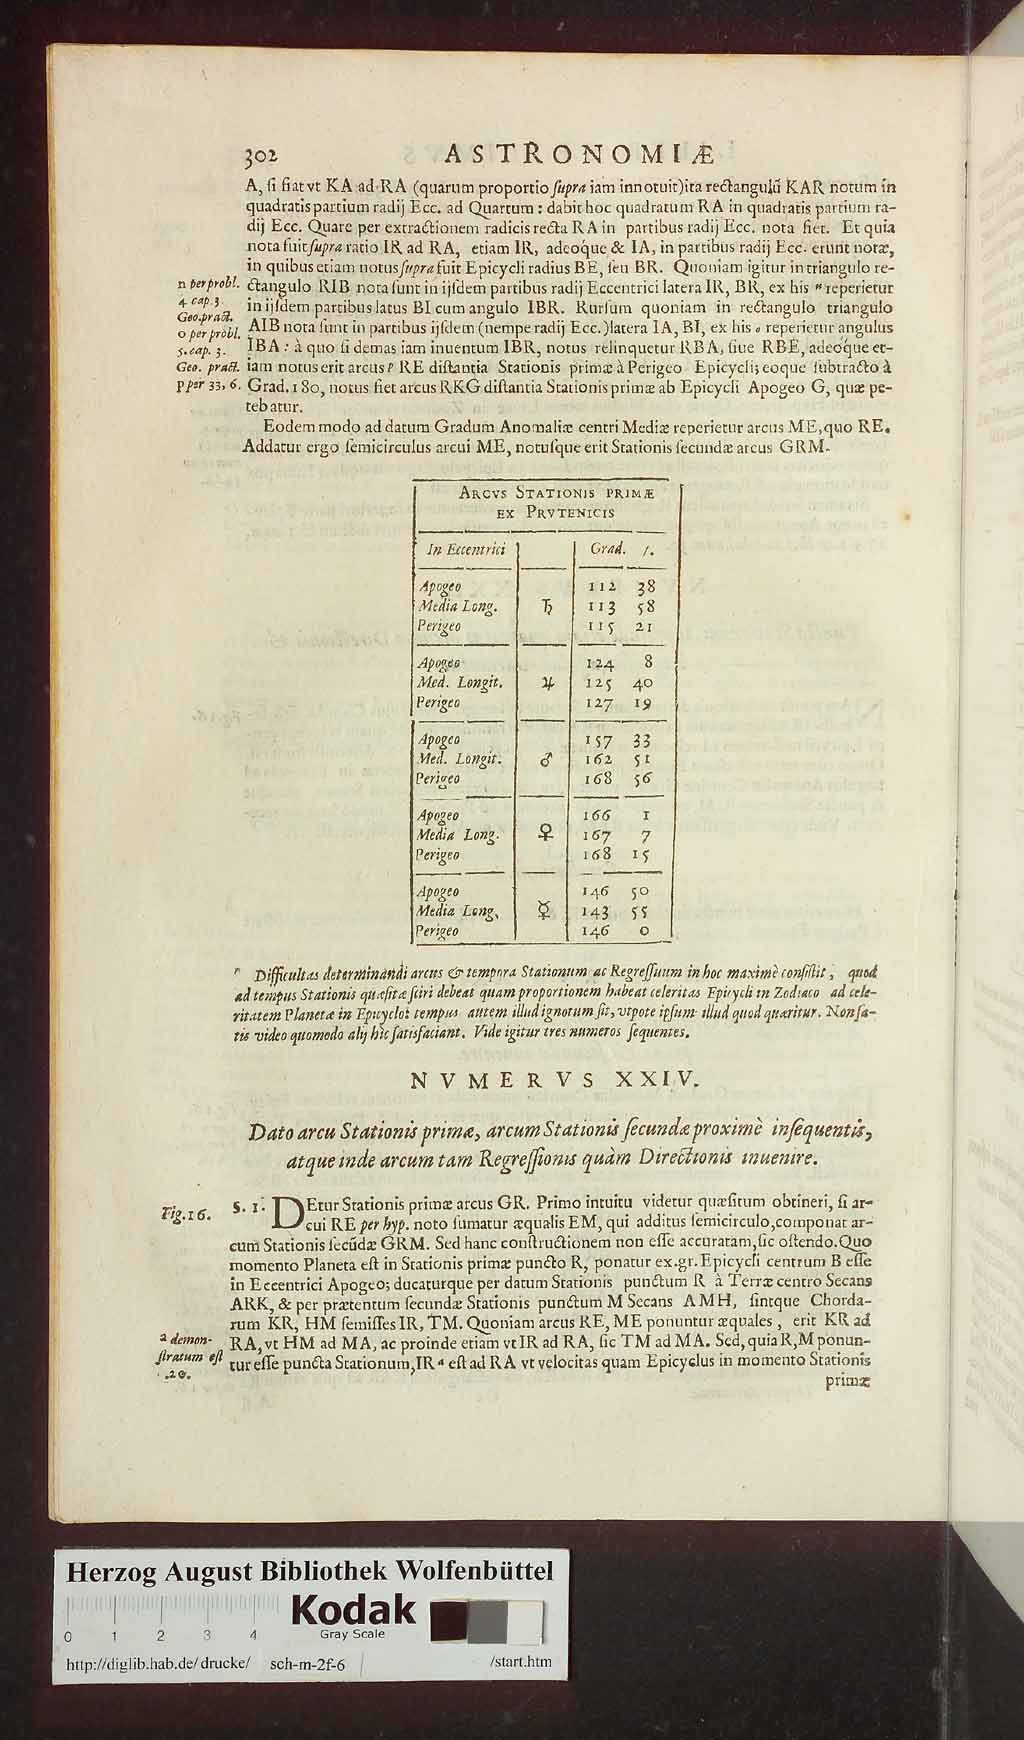 302 ASTRONOMIÆ
A, ſi fiat vt KA ad RA (quarum proportio ſupra iam innotuit) ita rectangulū KAR notum in
quadratis partium radij Ecc. ad Quartum : dabit hoc quadratum RA in quadratis partium ra-
dij Ecc. Quare per extractionem radicis recta RA in partibus radij Ecc. nota fiet. Et quia
nota fuit ſupra ratio IR ad RA, etiam IR, adeoque & IA, in partibus radij Ecc. erunt notæ,
in quibus etiam notus ſupra fuit Epicycli radius BE, ſeu BR. Quoniam igitur in triangulo re-
ctangulo RIB nota ſunt in ijſdem partibus radij Eccentrici latera IR, BR, ex his n reperietur
in ijſdem partibus latus BI cum angulo IBR. Rurſum quoniam in rectangulo triangulo
AIB nota ſunt in partibus ijſdem (nempe radij Ecc.) latera IA, BI, ex his o reperietur angulus
IBA : à quo ſi demas iam inuentum IBR, notus relinquetur RBA, ſiue RBE, adeoque et-
iam notus erit arcus P RE diſtantia Stationis primæ à Perigeo Epicycli; eoque ſubtracto à
Grad. 180, notus fiet arcus RKG diſtantia Stationis primæ ab Epicycli Apogeo G, quæ pe-
tebatur.
n per probl.
4 cap. 3.
Geo. pract.
o per probl.
5. cap. 3.
Geo. pract.
p per 33, 6.
Eodem modo ad datum Gradum Anomaliæ centri Mediæ reperietur arcus ME, quo RE.
Addatur ergo ſemicirculus arcui ME, notuſque erit Stationis ſecundæ arcus GRM.
ARCVS STATIONIS PRIMÆ
EX PRVTENICIS
In Eccentrici Grad. /.
Apogeo 112 38
Media Long. ♄ 113 58
Perigeo 115 21
Apogeo 124 8
Med. Longit. ♃ 125 40
Perigeo 127 19
Apogeo 157 33
Med. Longit. ♂ 162 51
Perigeo 168 56
Apogeo 166 1
Media Long. ♀ 167 7
Perigeo 168 15
Apogeo 146 50
Media Long, ☿ 143 55
Perigeo 146 0
Difficultas determinandi arcus & tempora Stationum ac Regreſſuum in hoc maximè conſiſtit, quod
ad tempus Stationis quæſitæ ſciri debeat quam proportionem habeat celeritas Epicycli in Zodiaco ad cele-
ritatem Planetæ in Epicyclo: tempus autem illud ignotum ſit, vtpote ipſum illud quod quæritur. Non ſa-
tis video quomodo alij hîc ſatisfaciant. Vide igitur tres numeros ſequentes.
NVMERVS XXIV.
Dato arcu Stationis primæ, arcum Stationis ſecundæ proximè inſequentis,
atque inde arcum tam Regreſſionis quàm Directionis inuenire.
Fig. 16.
S. 1. DEtur Stationis primæ arcus GR. Primo intuitu videtur quæſitum obtineri, ſi ar-
cui RE per hyp. noto ſumatur æqualis EM, qui additus ſemicirculo, componat ar-
cum Stationis ſecūdæ GRM. Sed hanc conſtructionem non eſſe accuratam, ſic oſtendo. Quo
momento Planeta eſt in Stationis primæ puncto R, ponatur ex. gr. Epicycli centrum B eſſe
in Eccentrici Apogeo; ducaturque per datum Stationis punctum R à Terræ centro Secans
ARK, & per prætentum ſecundæ Stationis punctum M Secans AMH, ſintque Chorda-
rum KR, HM ſemiſſes IR, TM. Quoniam arcus RE, ME ponuntur æquales, erit KR ad
RA, vt HM ad MA, ac proinde etiam vt IR ad RA, ſic TM ad MA. Sed, quia R, M ponun-
tur eſſe puncta Stationum, IR a eſt ad RA vt velocitas quam Epicyclus in momento Stationis
a demon-
ſtratum eſt
.20.
primæ
Herzog August Bibliothek Wolfenbüttel
Kodak
Gray Scale
0 1 2 3 4
http://diglib.hab.de/drucke/ sch-m-2f-6 /start.htm